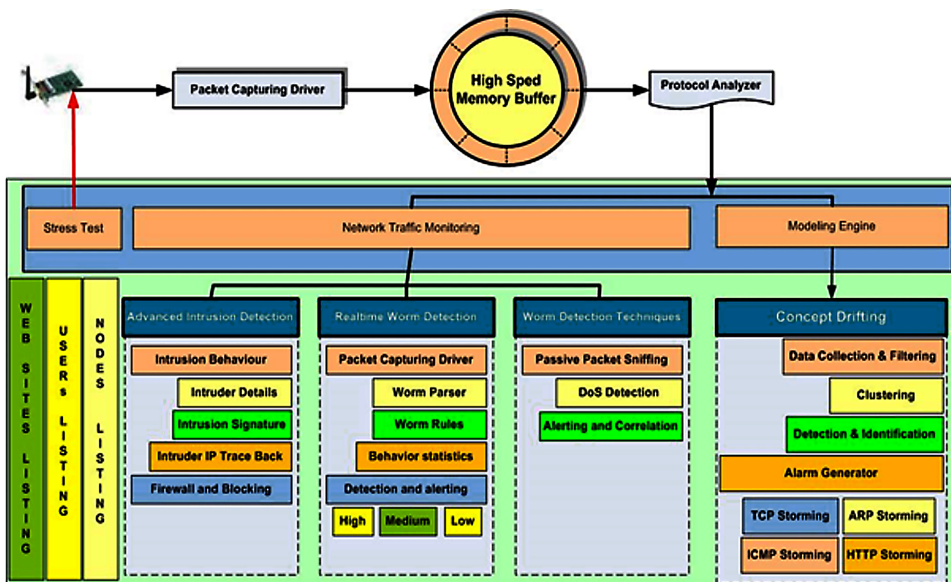 High Sped
Memory Buffer
Packet Capturing Driver
Protocol Analyzer
Stress Test
Network Traffic Monitoring
Modeling Engine
WEB SITES LISTING
USERs LISTING
NODES LISTING
Advanced Intrusion Detection
Intrusion Behaviour
Intruder Details
Intrusion Signature
Intruder IP Trace Back
Firewall and Blocking
Realtime Worm Detection
Packet Capturing Driver
Worm Parser
Worm Rules
Behavior statistics
Detection and alerting
High
Medium
Low
Worm Detection Techniques
Passive Packet Sniffing
DoS Detection
Alerting and Correlation
Concept Drifting
Data Collection & Filtering
Clustering
Detection & Identification
Alarm Generator
TCP Storming
ARP Storming
ICMP Storming
HTTP Storming